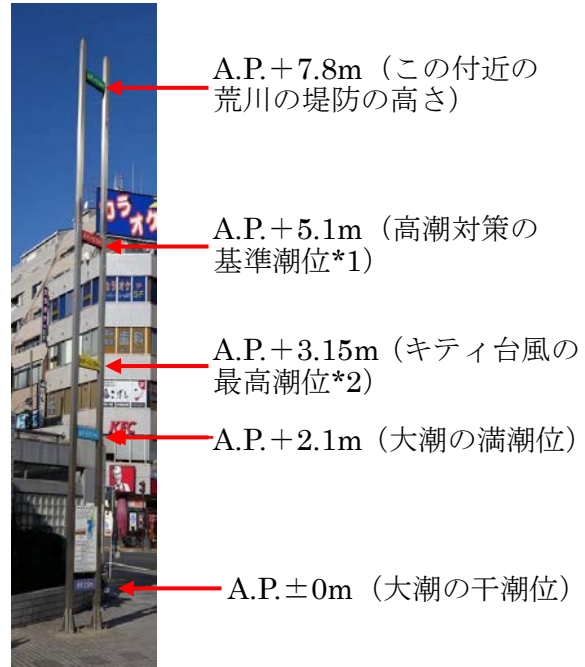 A.P.＋7.8m（この付近の
荒川の堤防の高さ）
カラオケ
A.P.＋5.1m（高潮対策の
基準潮位*1）
A.P.＋3.15m（キティ台風の
最高潮位*2）
KFC
A.P.＋2.1m（大潮の満潮位）
A.P.±0m（大潮の干潮位）